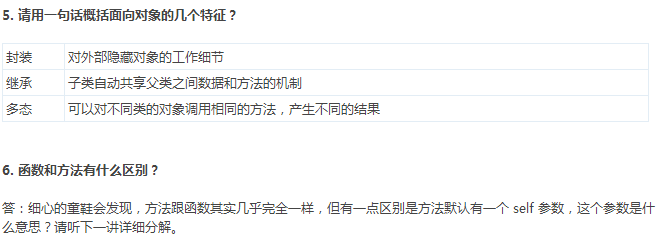 5. 请用一句话概括面向对象的几个特征？
封装 对外部隐藏对象的工作细节
继承 子类自动共享父类之间数据和方法的机制
多态 可以对不同类的对象调用相同的方法，产生不同的结果
6. 函数和方法有什么区别？
答：细心的童鞋会发现，方法跟函数其实几乎完全一样，但有一点区别是方法默认有一个 self 参数，这个参数是什
么意思？请听下一讲详细分解。